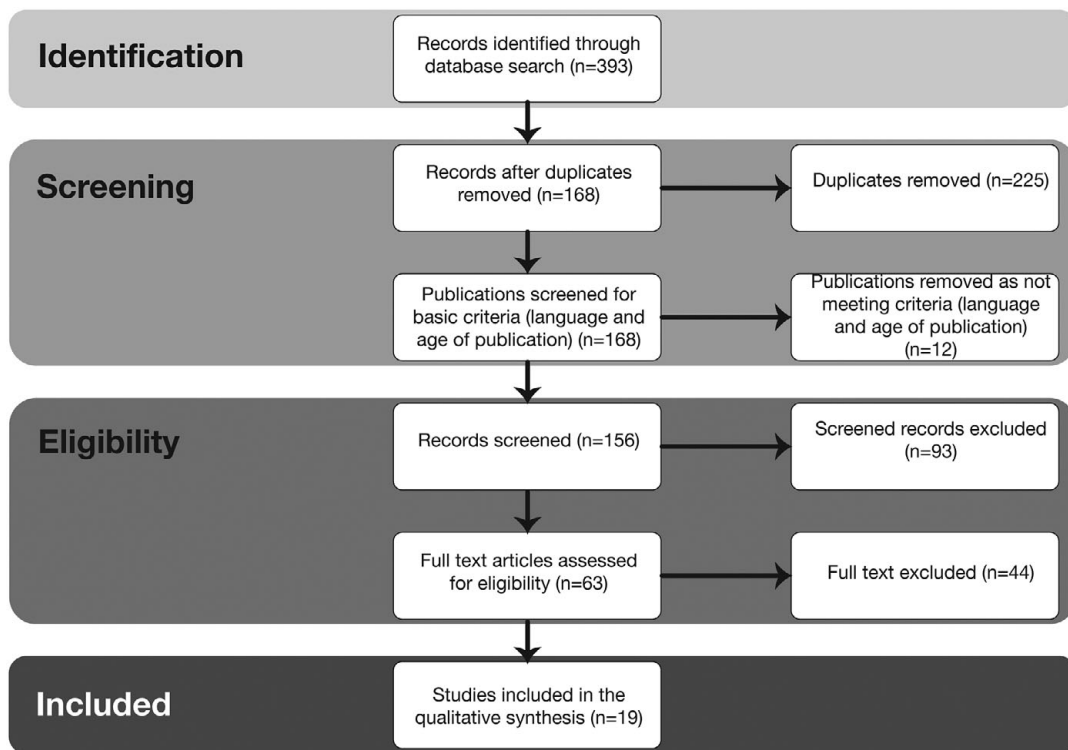 Identification
Records identified through
database search (n=393)
Screening
Records after duplicates
removed (n=168)
Duplicates removed (n=225)
Publications screened for
basic criteria (language and
age of publication) (n=168)
Publications removed as not
meeting criteria (language
and age of publication)
(n=12)
Eligibility
Records screened (n=156)
Screened records excluded
(n=93)
Full text articles assessed
for eligibility (n=63)
Full text excluded (n=44)
Included
Studies included in the
qualitative synthesis (n=19)